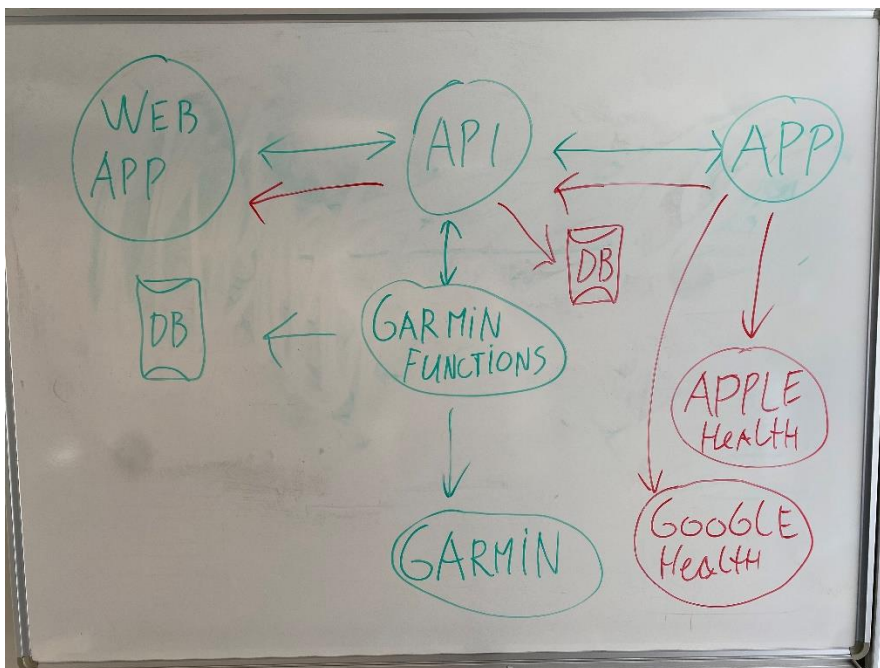 WEB
APP
API
APP
DB
DB
GARMiN
FUNCTiONS
APPLE
HeALTH
GARMiN
GOOGLE
HeALTH